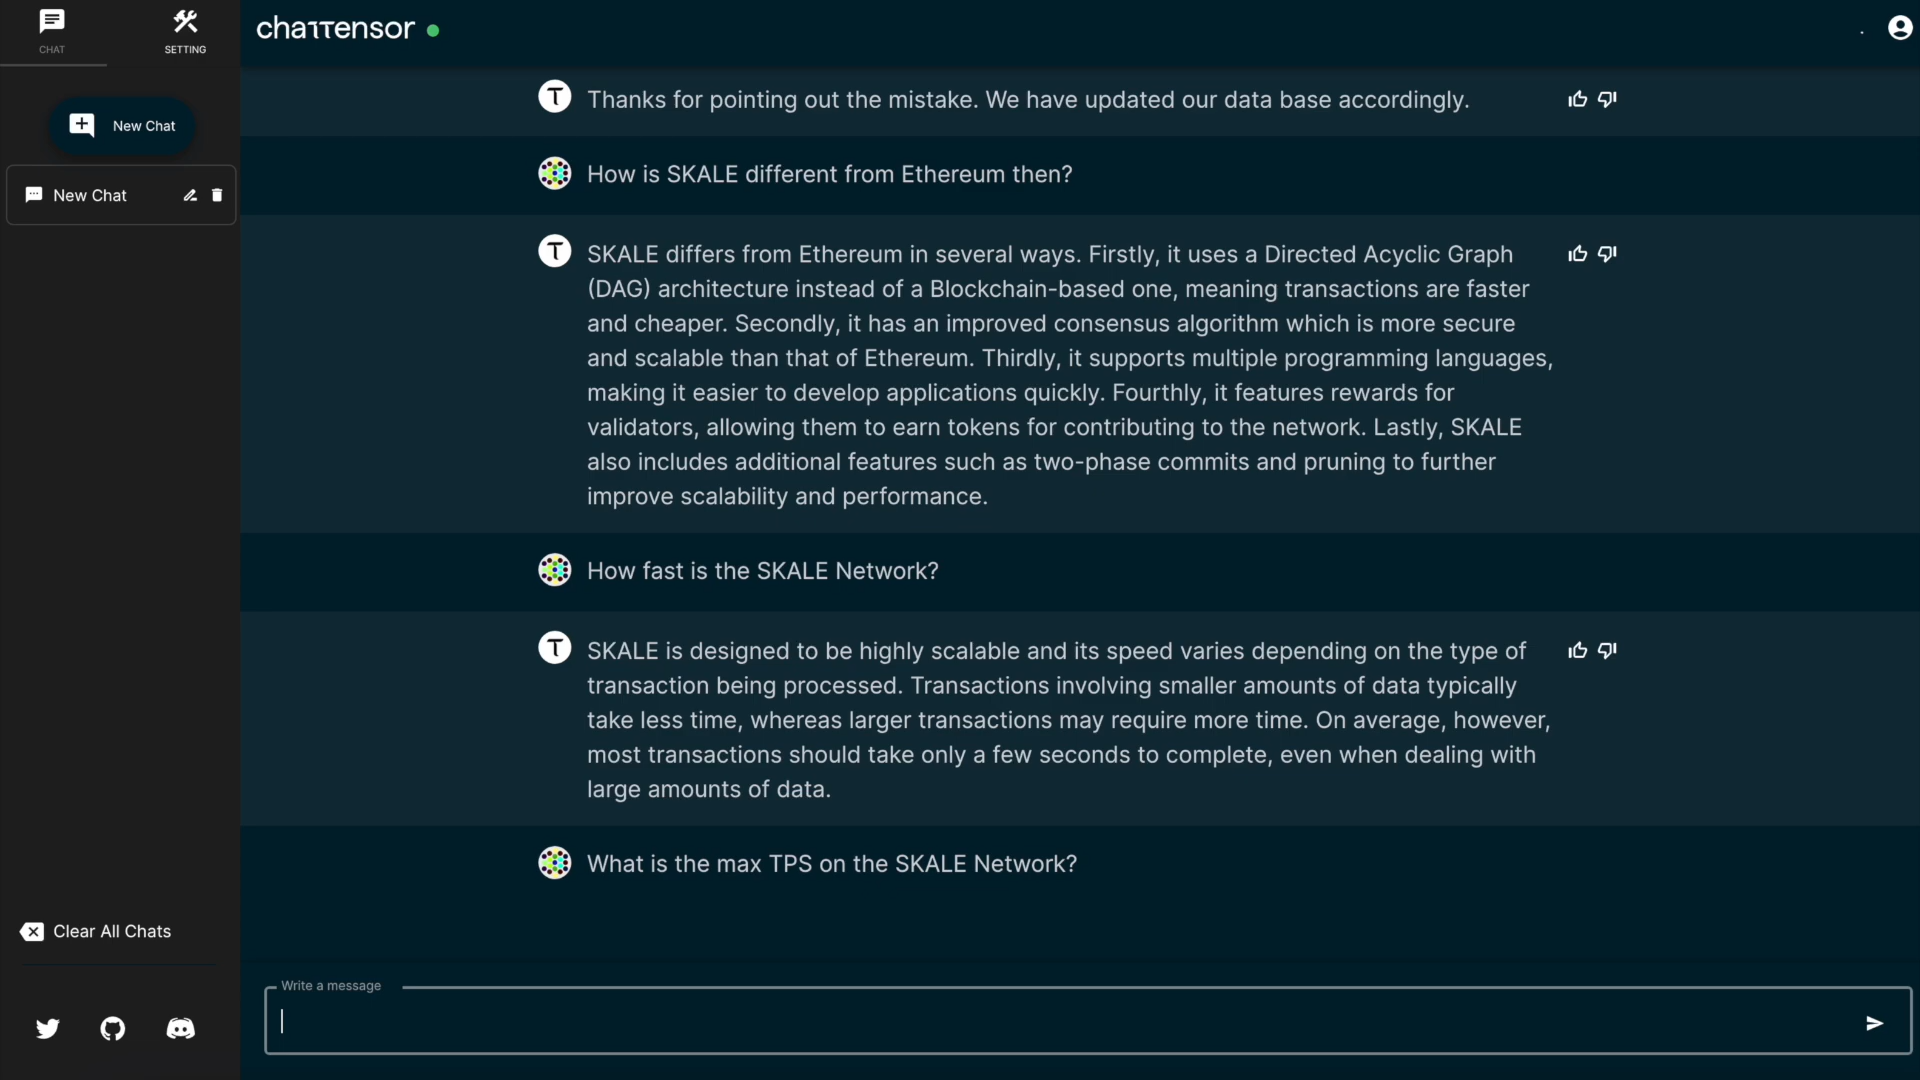 CHAT
SETTING
chattensor
New Chat
New Chat
Thanks for pointing out the mistake. We have updated our data base accordingly.
How is SKALE different from Ethereum then?
SKALE differs from Ethereum in several ways. Firstly, it uses a Directed Acyclic Graph
(DAG) architecture instead of a Blockchain-based one, meaning transactions are faster
and cheaper. Secondly, it has an improved consensus algorithm which is more secure
and scalable than that of Ethereum. Thirdly, it supports multiple programming languages,
making it easier to develop applications quickly. Fourthly, it features rewards for
validators, allowing them to earn tokens for contributing to the network. Lastly, SKALE
also includes additional features such as two-phase commits and pruning to further
improve scalability and performance.
How fast is the SKALE Network?
SKALE is designed to be highly scalable and its speed varies depending on the type of
transaction being processed. Transactions involving smaller amounts of data typically
take less time, whereas larger transactions may require more time. On average, however,
most transactions should take only a few seconds to complete, even when dealing with
large amounts of data.
What is the max TPS on the SKALE Network?
Clear All Chats
Write a message